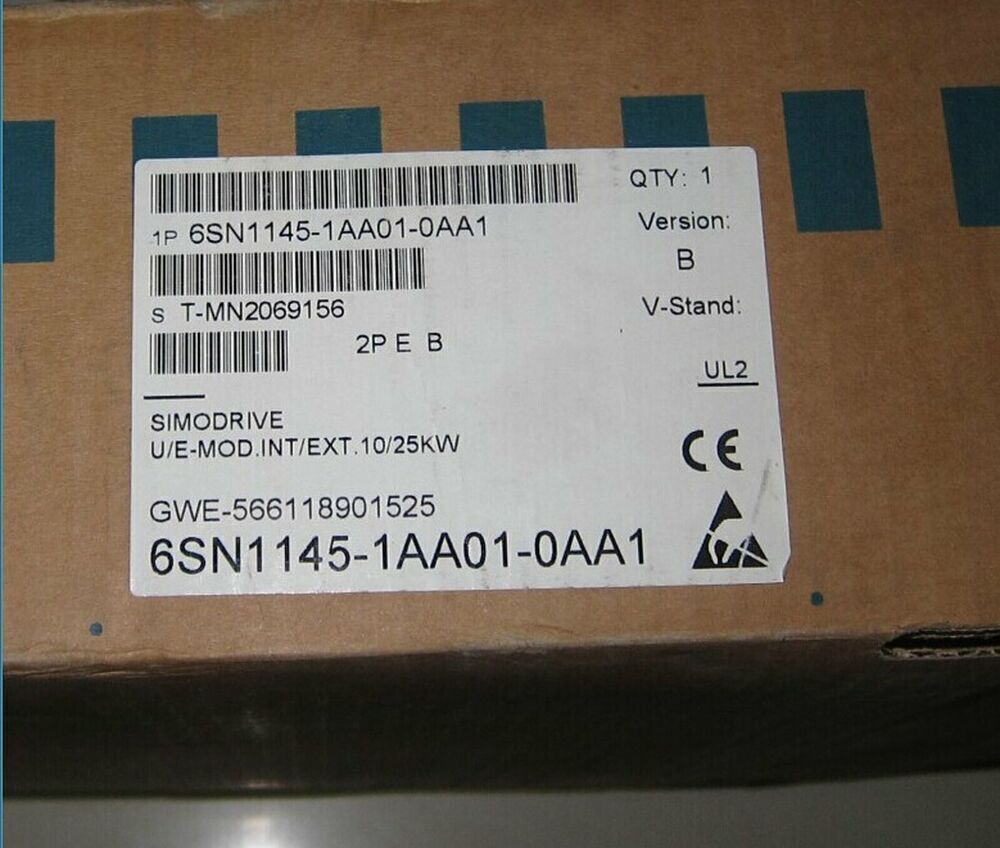 QTY: 1
1P 6SN1145-1AA01-0AA1
Version:
B
S T-MN2069156
V-Stand:
2P E B
UL2
SIMODRIVE
U/E-MOD.INT/EXT.10/25KW
CE
GWE-566118901525
6SN1145-1AA01-0AA1